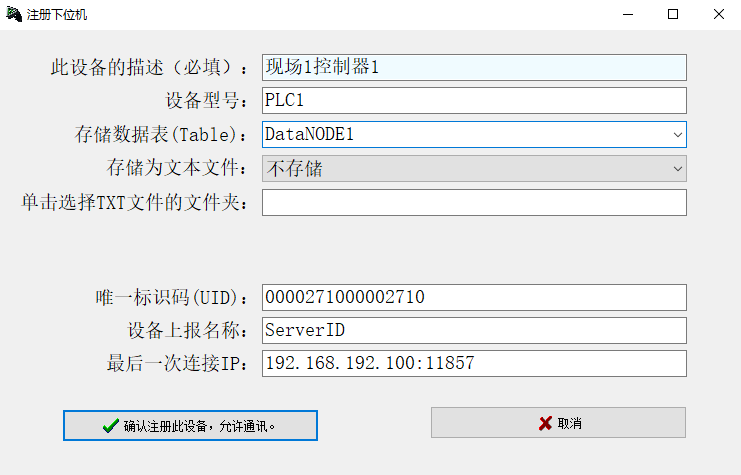 注册下位机
此设备的描述（必填）： 现场1控制器1
设备型号： PLC1
存储数据表(Table)： DataNODE1
存储为文本文件： 不存储
单击选择TXT文件的文件夹：
唯一标识码(UID)： 0000271000002710
设备上报名称： ServerID
最后一次连接IP： 192.168.192.100:11857
确认注册此设备，允许通讯。 取消